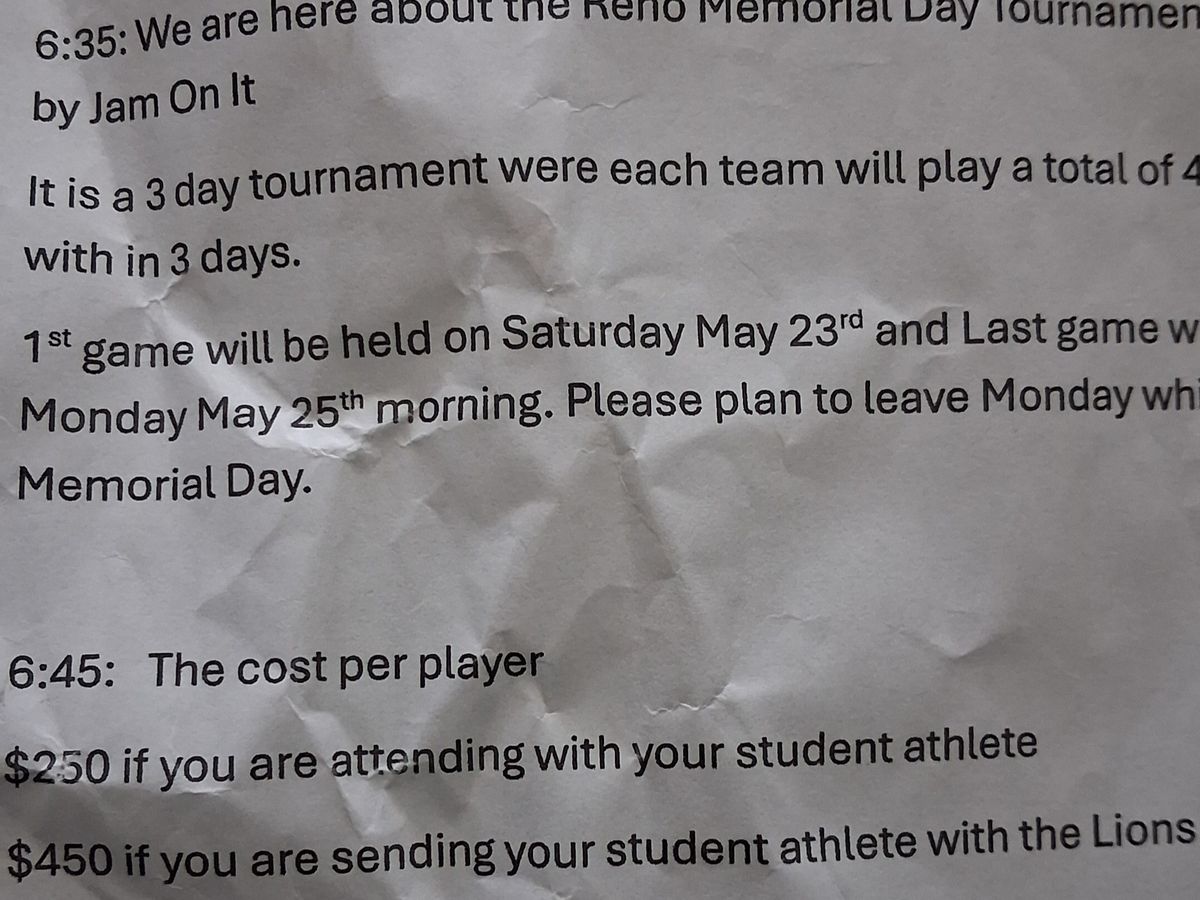 6:35: We are here about the Reno Memorial Day Tournamen
by Jam On It
It is a 3 day tournament were each team will play a total of 4
with in 3 days.
1st game will be held on Saturday May 23rd and Last game w
Monday May 25th morning. Please plan to leave Monday whi
Memorial Day.
6:45: The cost per player
$250 if you are attending with your student athlete
$450 if you are sending your student athlete with the Lions